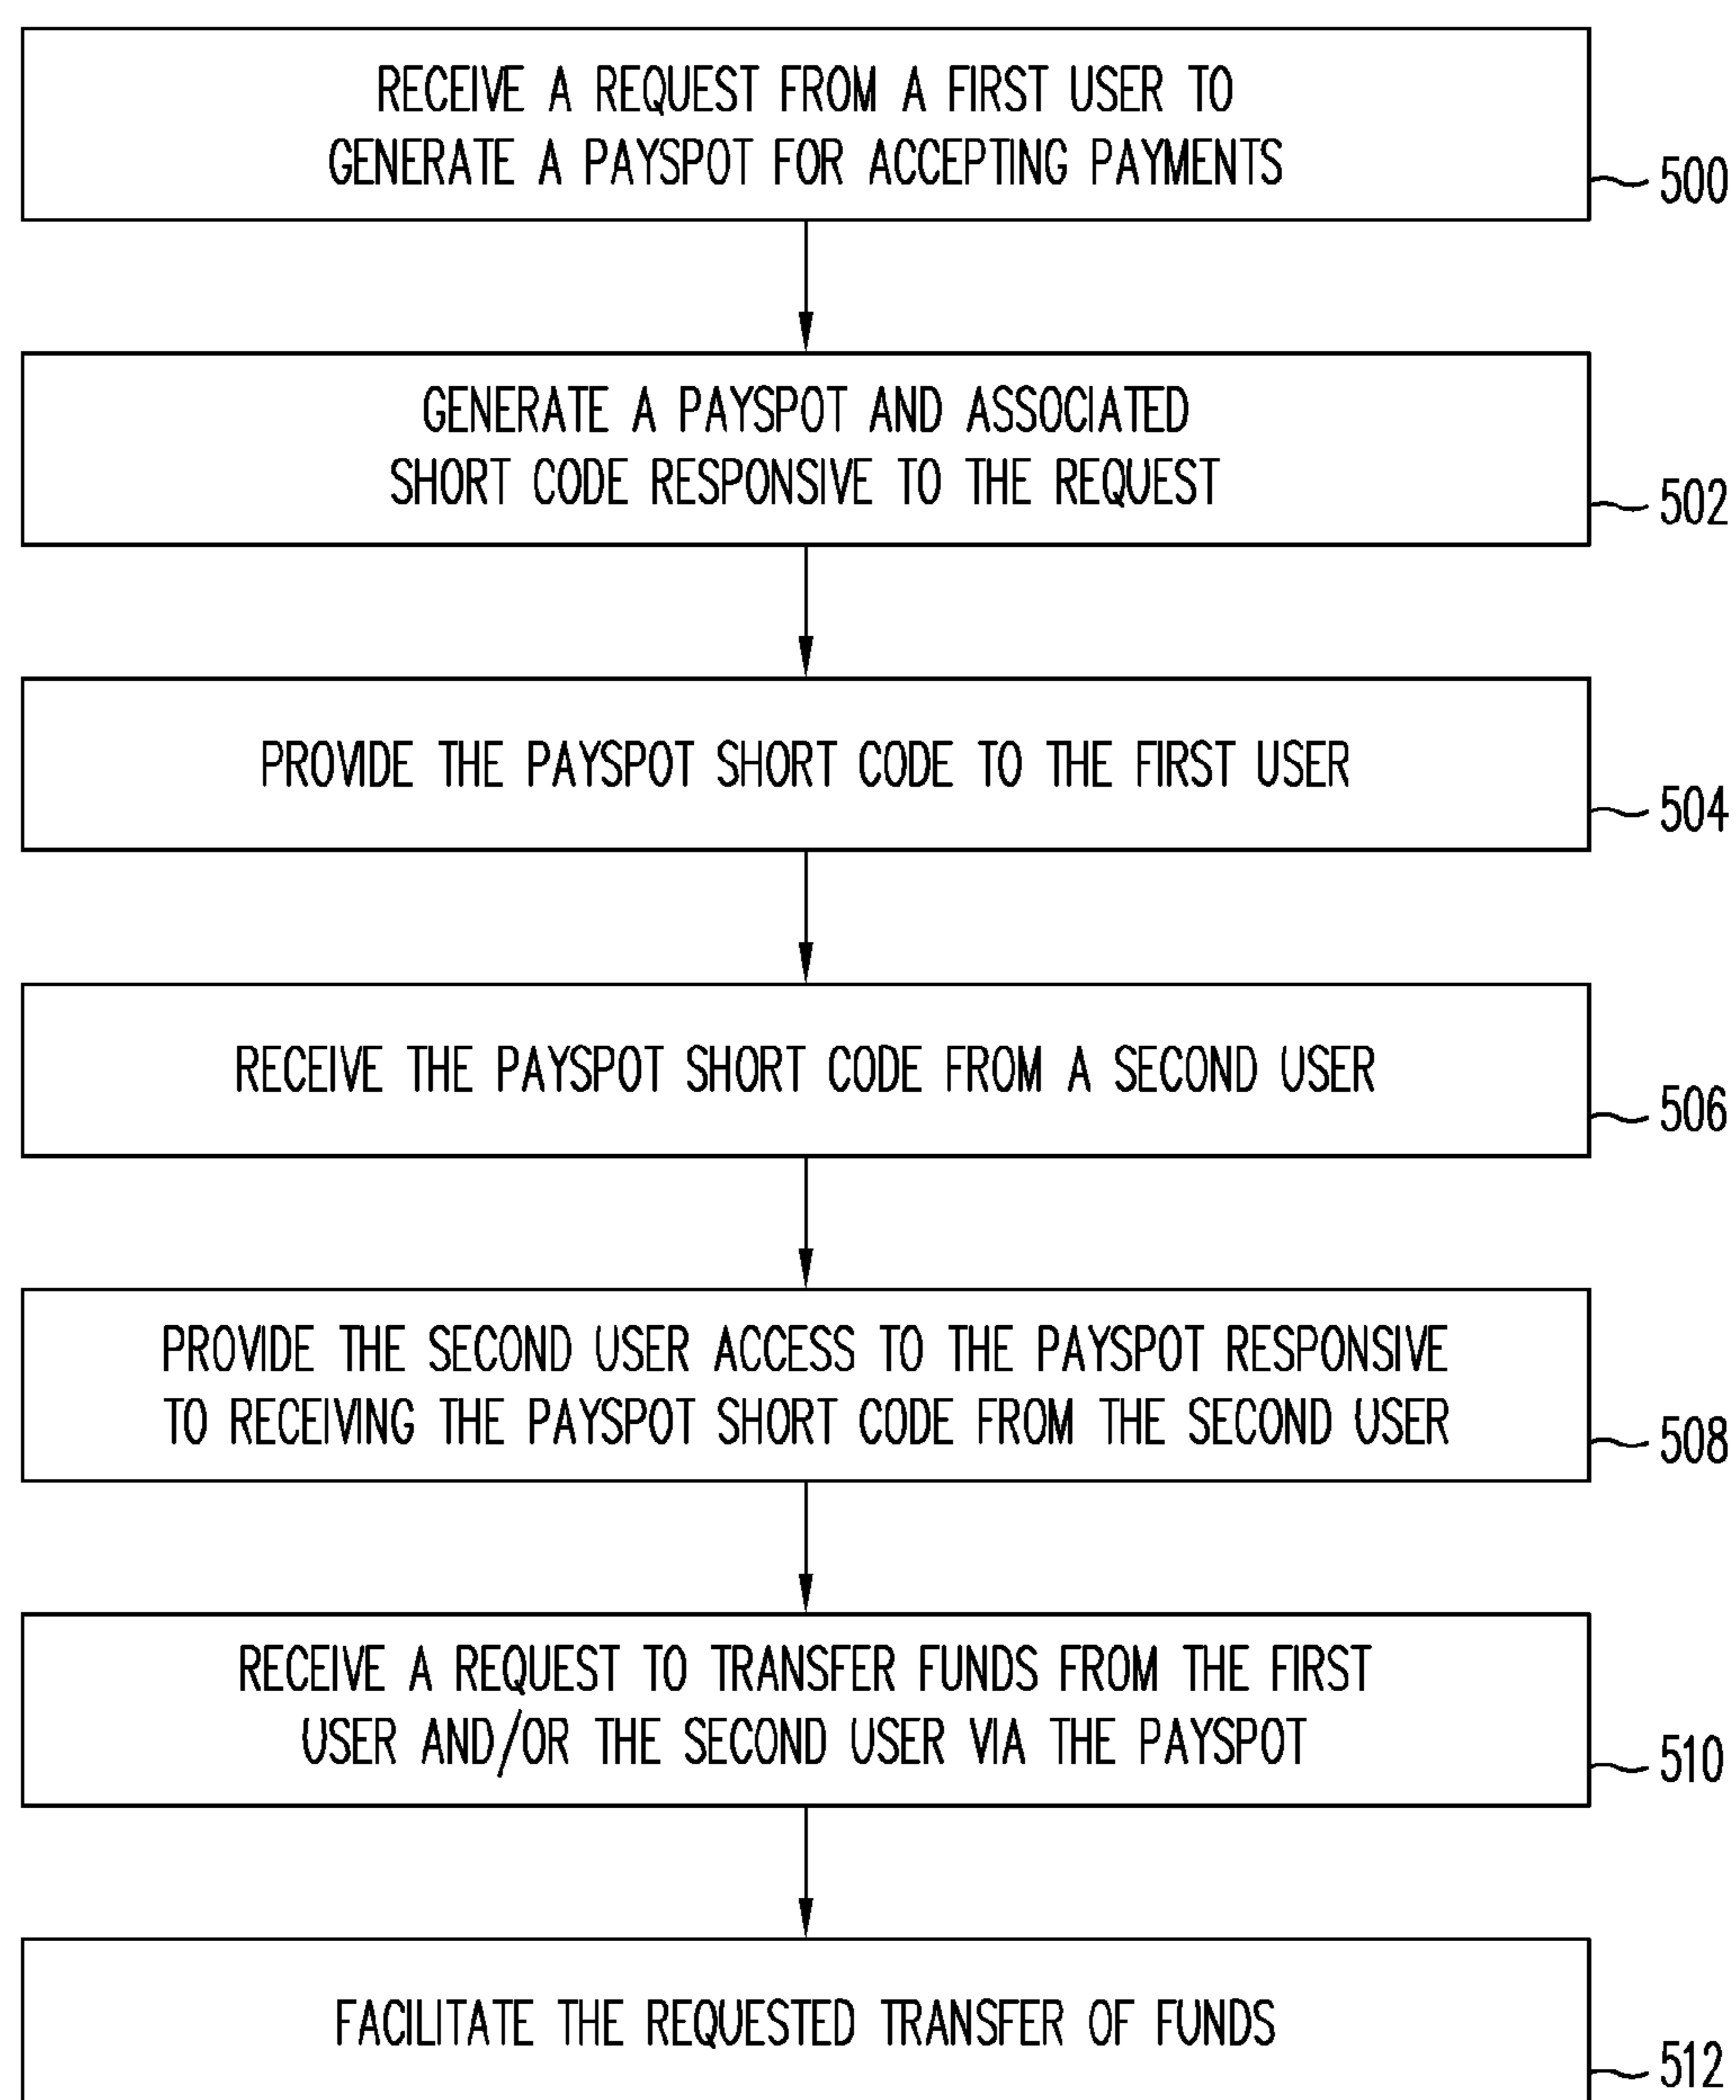 RECEIVE A REQUEST FROM A FIRST USER TO
GENERATE A PAYSPOT FOR ACCEPTING PAYMENTS
500
GENERATE A PAYSPOT AND ASSOCIATED
SHORT CODE RESPONSIVE TO THE REQUEST
502
PROVIDE THE PAYSPOT SHORT CODE TO THE FIRST USER
504
RECEIVE THE PAYSPOT SHORT CODE FROM A SECOND USER
506
PROVIDE THE SECOND USER ACCESS TO THE PAYSPOT RESPONSIVE
TO RECEIVING THE PAYSPOT SHORT CODE FROM THE SECOND USER
508
RECEIVE A REQUEST TO TRANSFER FUNDS FROM THE FIRST
USER AND/OR THE SECOND USER VIA THE PAYSPOT
510
FACILITATE THE REQUESTED TRANSFER OF FUNDS
512